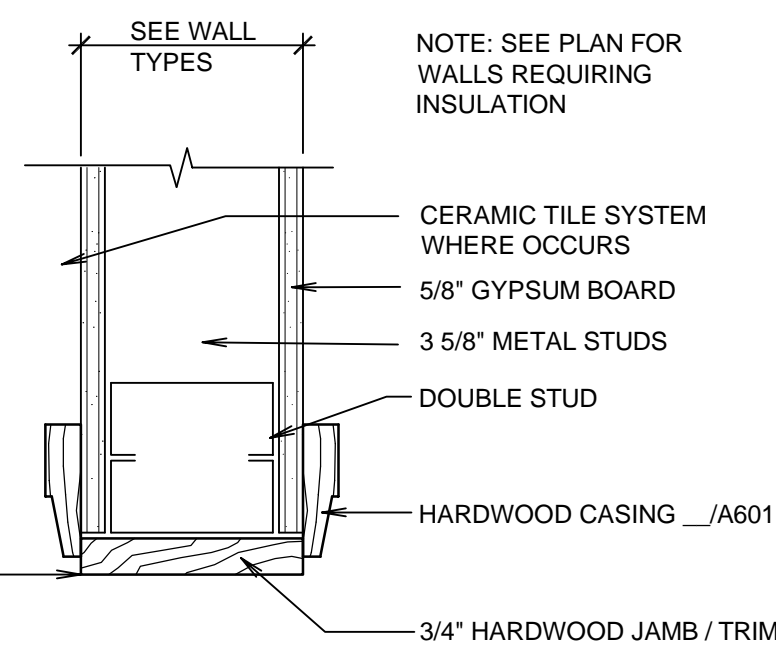 SEE WALL
TYPES
NOTE: SEE PLAN FOR
WALLS REQUIRING
INSULATION
CERAMIC TILE SYSTEM
WHERE OCCURS
5/8" GYPSUM BOARD
3 5/8" METAL STUDS
DOUBLE STUD
HARDWOOD CASING __/A601
3/4" HARDWOOD JAMB / TRIM